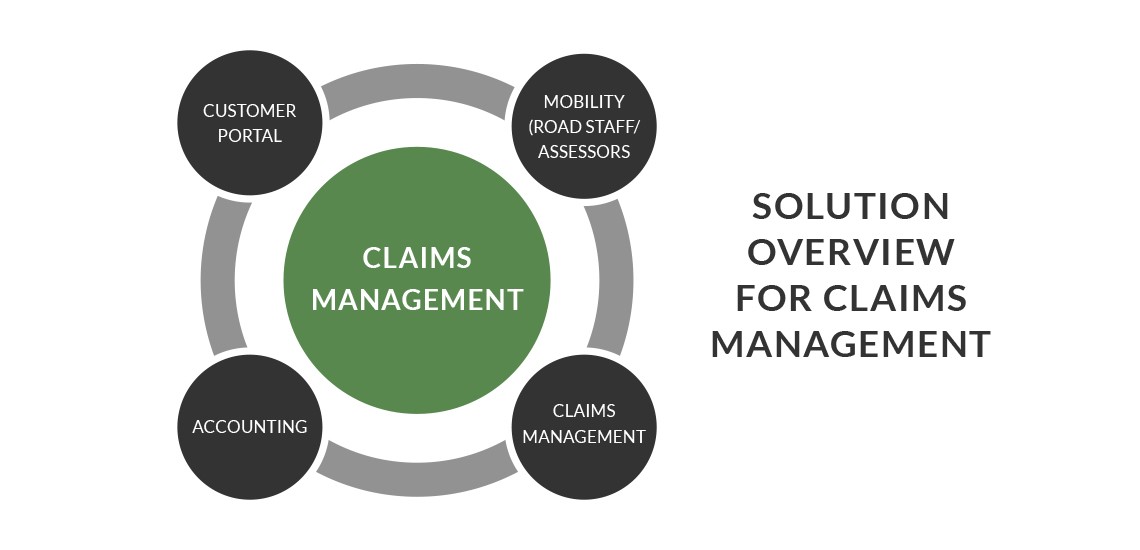 CUSTOMER
PORTAL
MOBILITY
(ROAD STAFF/
ASSESSORS
CLAIMS
MANAGEMENT
ACCOUNTING
CLAIMS
MANAGEMENT
SOLUTION
OVERVIEW
FOR CLAIMS
MANAGEMENT